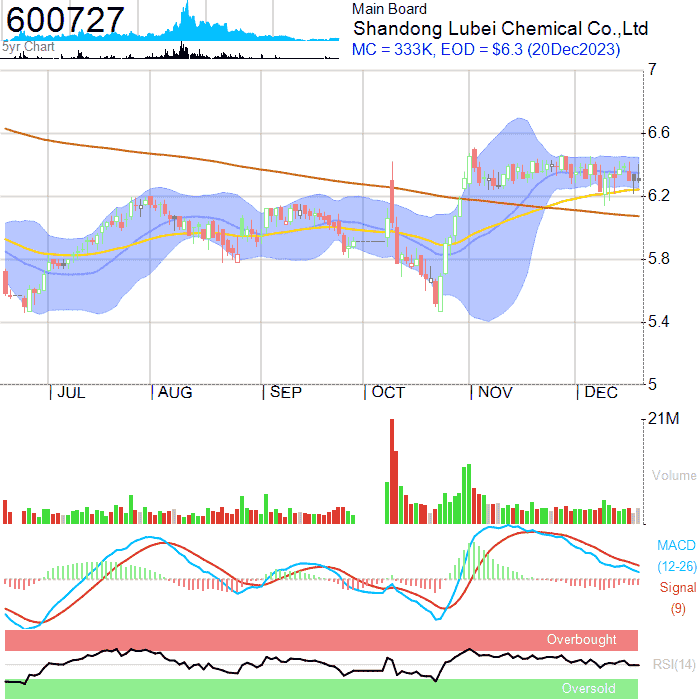 600727
5yr Chart
Main Board
Shandong Lubei Chemical Co.,Ltd
MC = 333K, EOD = $6.3 (20Dec2023)
7
6.6
6.2
5.8
5.4
5
JUL AUG SEP OCT NOV DEC
21M
Volume
MACD
(12-26)
Signal
(9)
Overbought
RSI(14)
Oversold